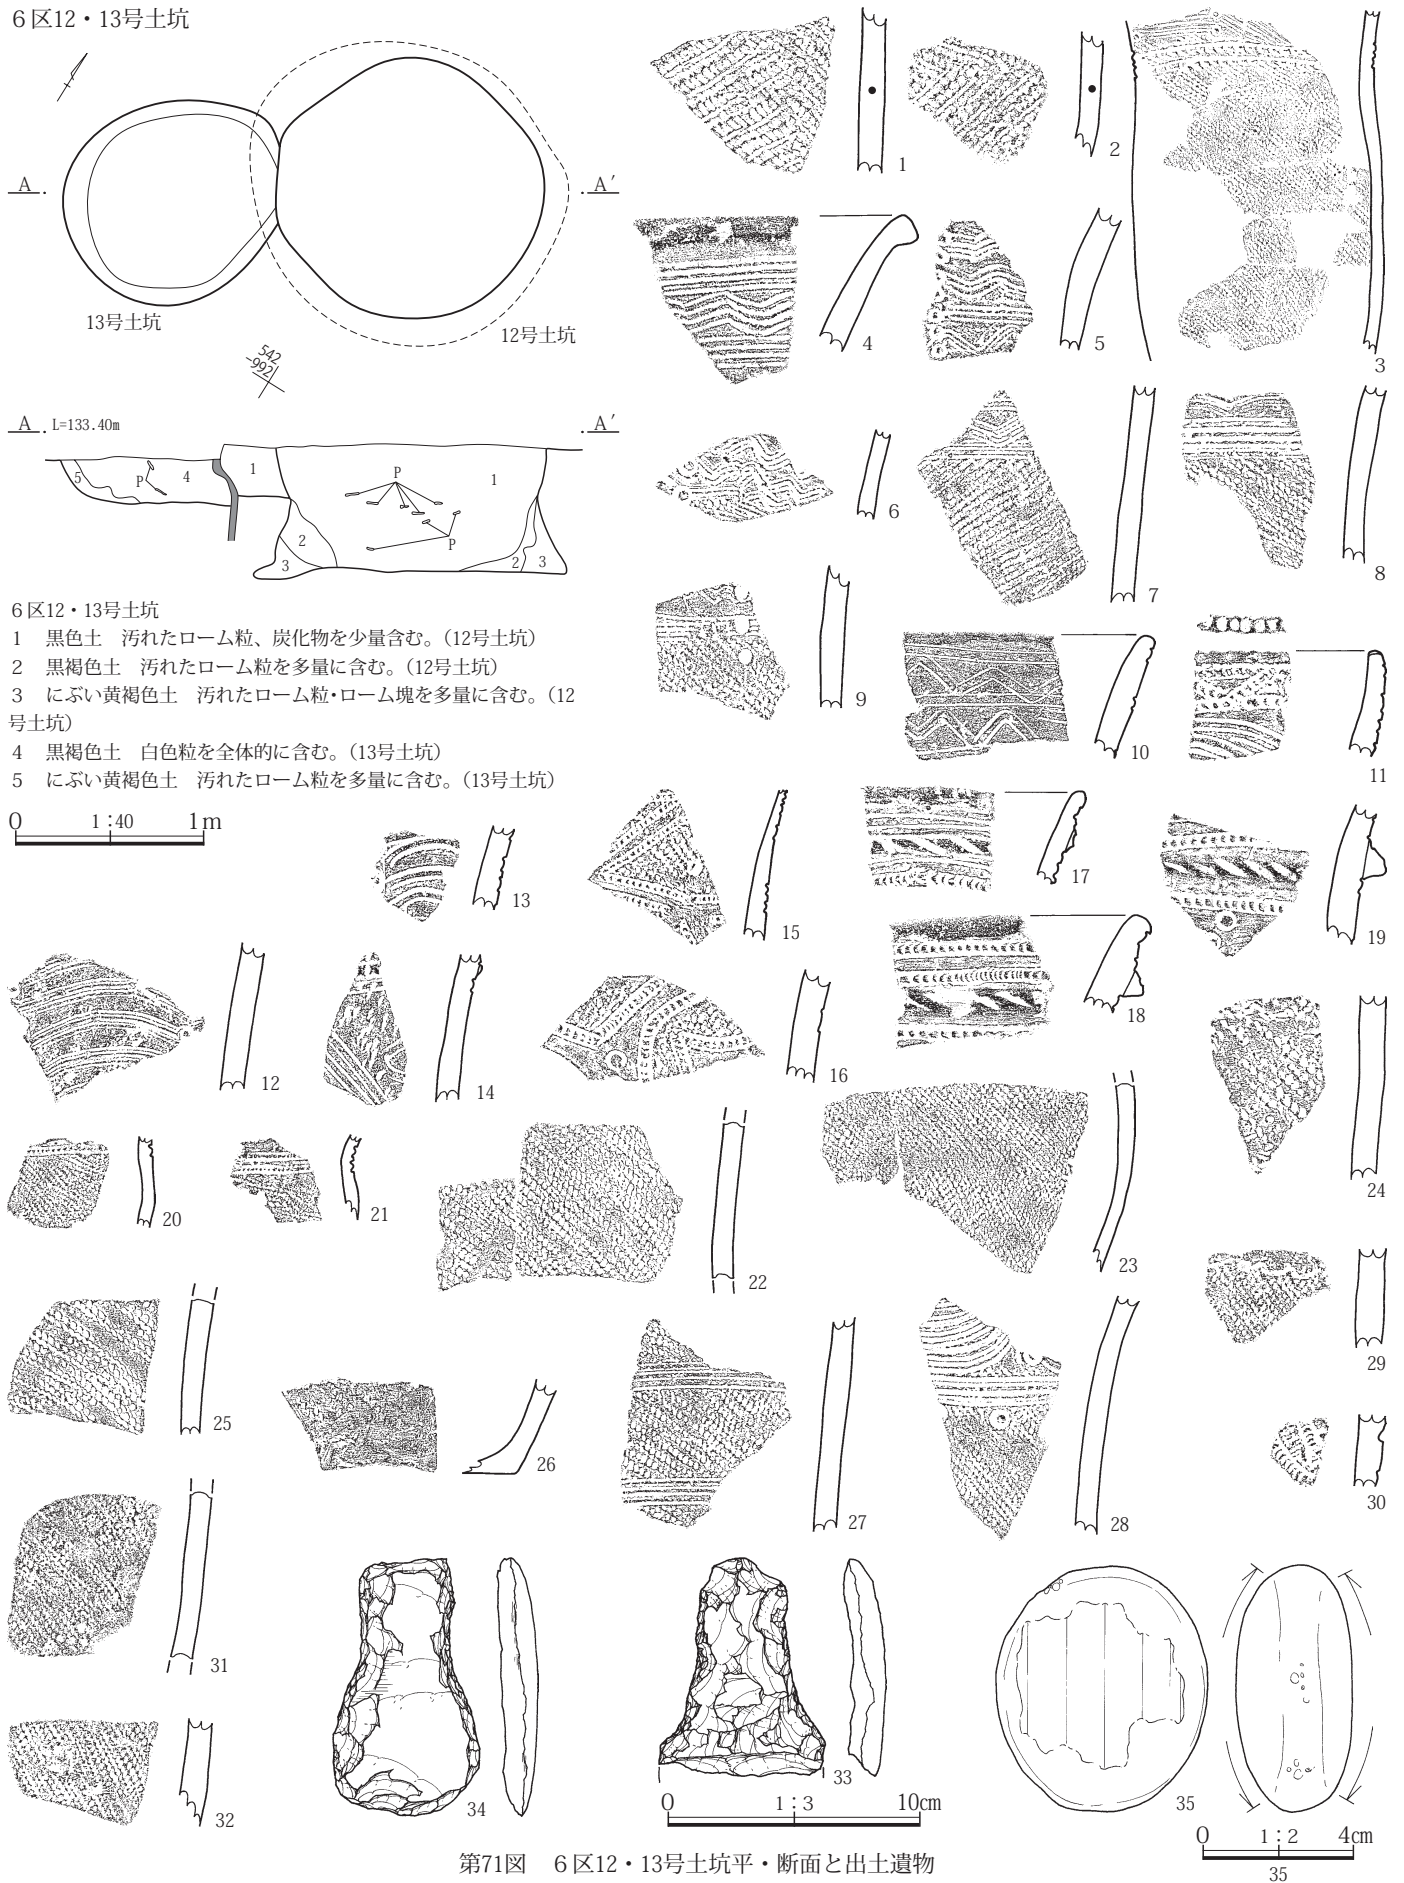 6区12・13号土坑
A
A′
13号土坑
12号土坑
542
-992
A
L=133.40m
A′
5
P
4
1
P
1
2
3
P
2
3
6区12・13号土坑
1　黒色土　汚れたローム粒、炭化物を少量含む。(12号土坑)
2　黒褐色土　汚れたローム粒を多量に含む。(12号土坑)
3　にぶい黄褐色土　汚れたローム粒・ローム塊を多量に含む。(12
号土坑)
4　黒褐色土　白色粒を全体的に含む。(13号土坑)
5　にぶい黄褐色土　汚れたローム粒を多量に含む。(13号土坑)
0　1:40　1m
1
2
3
4
5
6
7
8
9
10
11
12
13
14
15
16
17
18
19
20
21
22
23
24
25
26
27
28
29
30
31
32
34
33
35
0　1:3　10cm
0　1:2　4cm
35
第71図　6区12・13号土坑平・断面と出土遺物